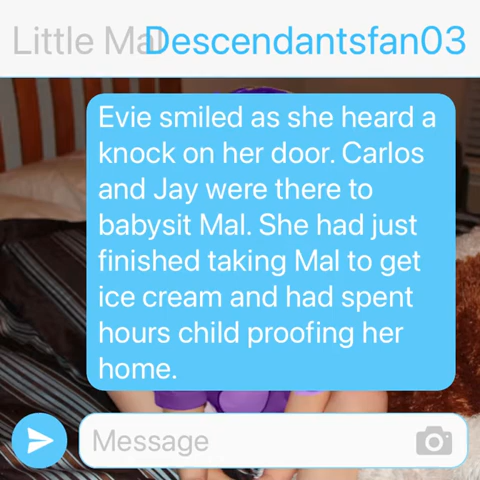 Little Mal Descendantsfan03
Evie smiled as she heard a
knock on her door. Carlos
and Jay were there to
babysit Mal. She had just
finished taking Mal to get
ice cream and had spent
hours child proofing her
home.
Message